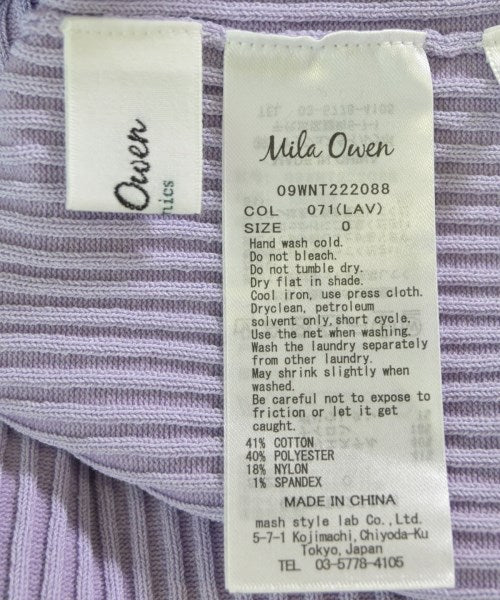 Owen
Mila Owen
09WNT222088
COL 071(LAV)
SIZE 0
Hand wash cold.
Do not bleach.
Do not tumble dry.
Dry flat in shade.
Cool iron, use press cloth.
Dryclean, petroleum
solvent only, short cycle.
Use the net when washing.
Wash the laundry separately
from other laundry.
May shrink slightly when
washed.
Be careful not to expose to
friction or let it get
caught.
41% COTTON
40% POLYESTER
18% NYLON
1% SPANDEX
MADE IN CHINA
mash style lab Co., Ltd.
5-7-1 Kojimachi, Chiyoda-Ku
Tokyo, Japan
TEL 03-5778-4105